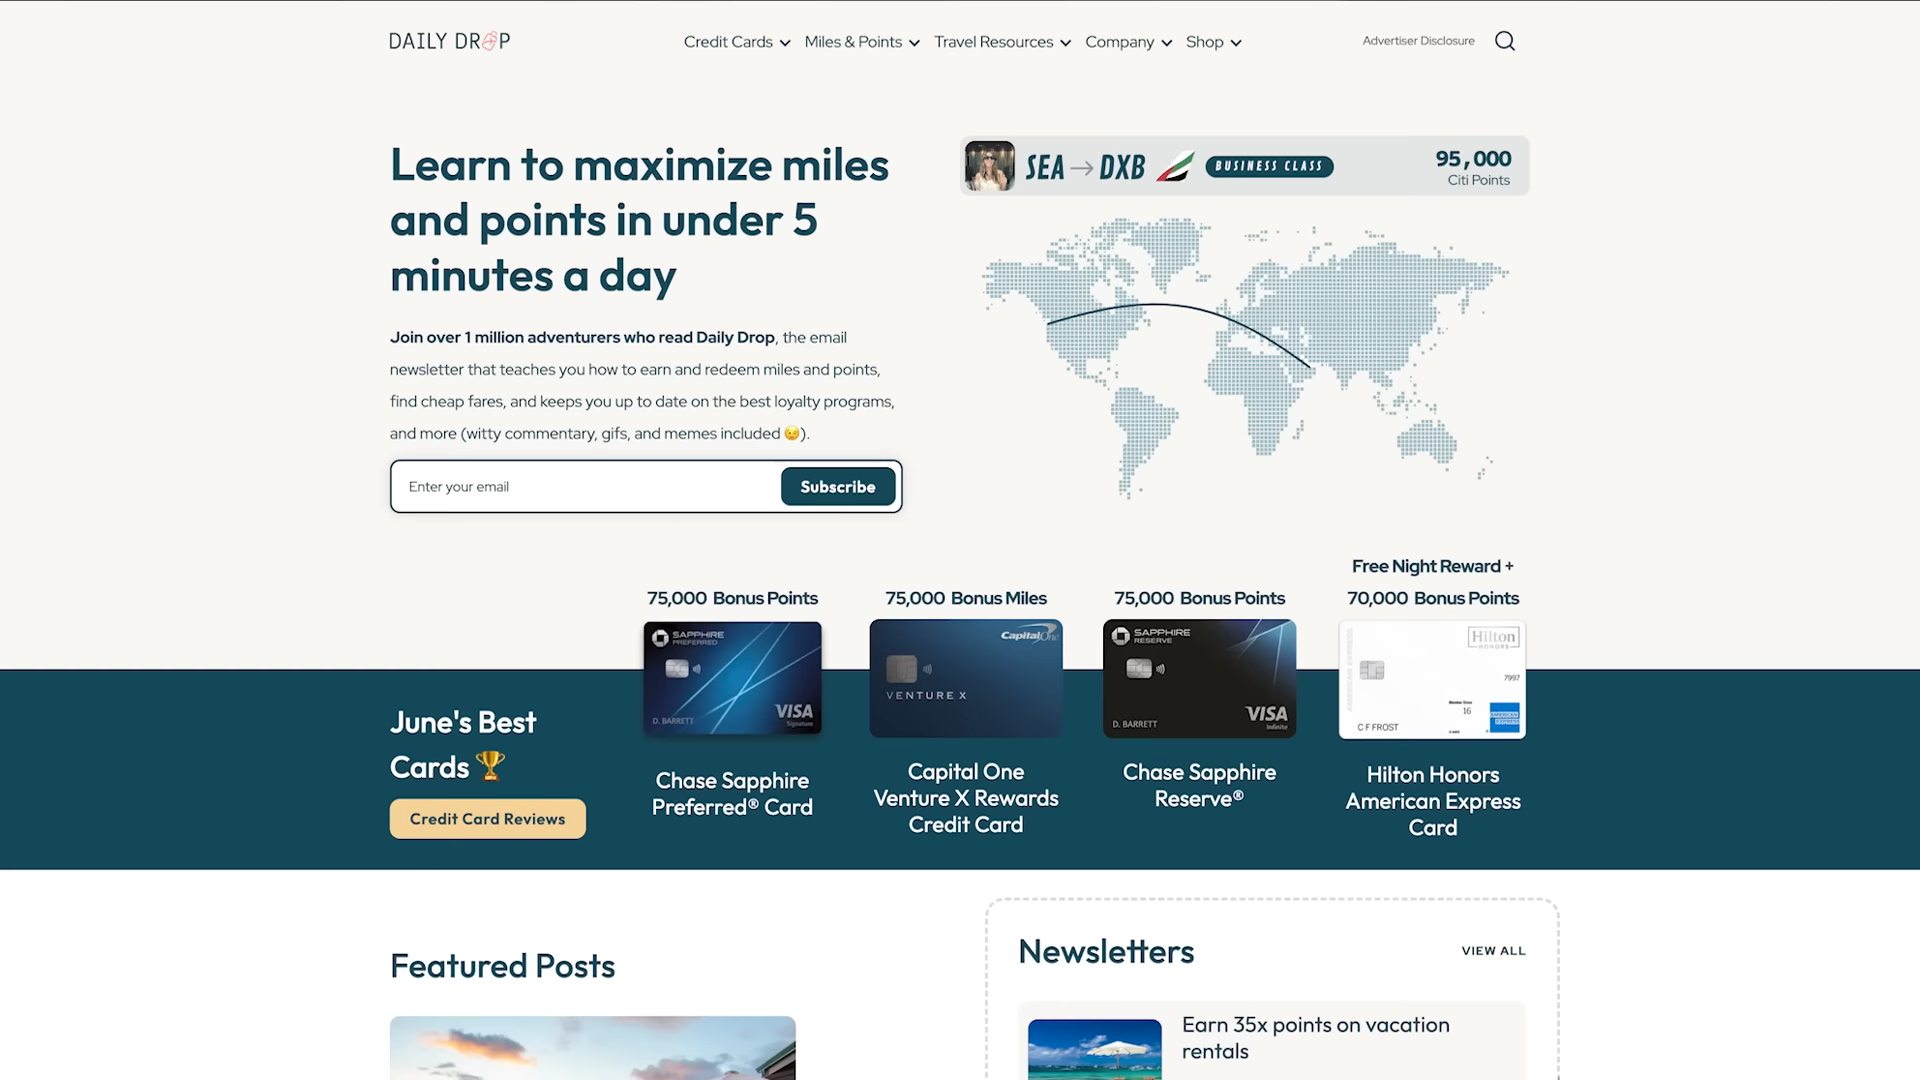 DAILY DROP
Credit Cards
Miles & Points
Travel Resources
Company
Shop
Advertiser Disclosure
Learn to maximize miles
and points in under 5
minutes a day
Join over 1 million adventurers who read Daily Drop, the email
newsletter that teaches you how to earn and redeem miles and points,
find cheap fares, and keeps you up to date on the best loyalty programs,
and more (witty commentary, gifs, and memes included 😉).
Enter your email
Subscribe
SEA → DXB
BUSINESS CLASS
95,000
Citi Points
June's Best
Cards 🏆
Credit Card Reviews
75,000 Bonus Points
SAPPHIRE
PREFERRED
D. BARRETT
VISA
Signature
Chase Sapphire
Preferred® Card
75,000 Bonus Miles
Capital One
VENTURE X
Capital One
Venture X Rewards
Credit Card
75,000 Bonus Points
SAPPHIRE
RESERVE
D. BARRETT
VISA
Infinite
Chase Sapphire
Reserve®
Free Night Reward +
70,000 Bonus Points
Hilton
HONORS
AMERICAN EXPRESS
7997
Member Since
16
C F FROST
AMERICAN
EXPRESS
Hilton Honors
American Express
Card
Featured Posts
Newsletters
VIEW ALL
Earn 35x points on vacation
rentals